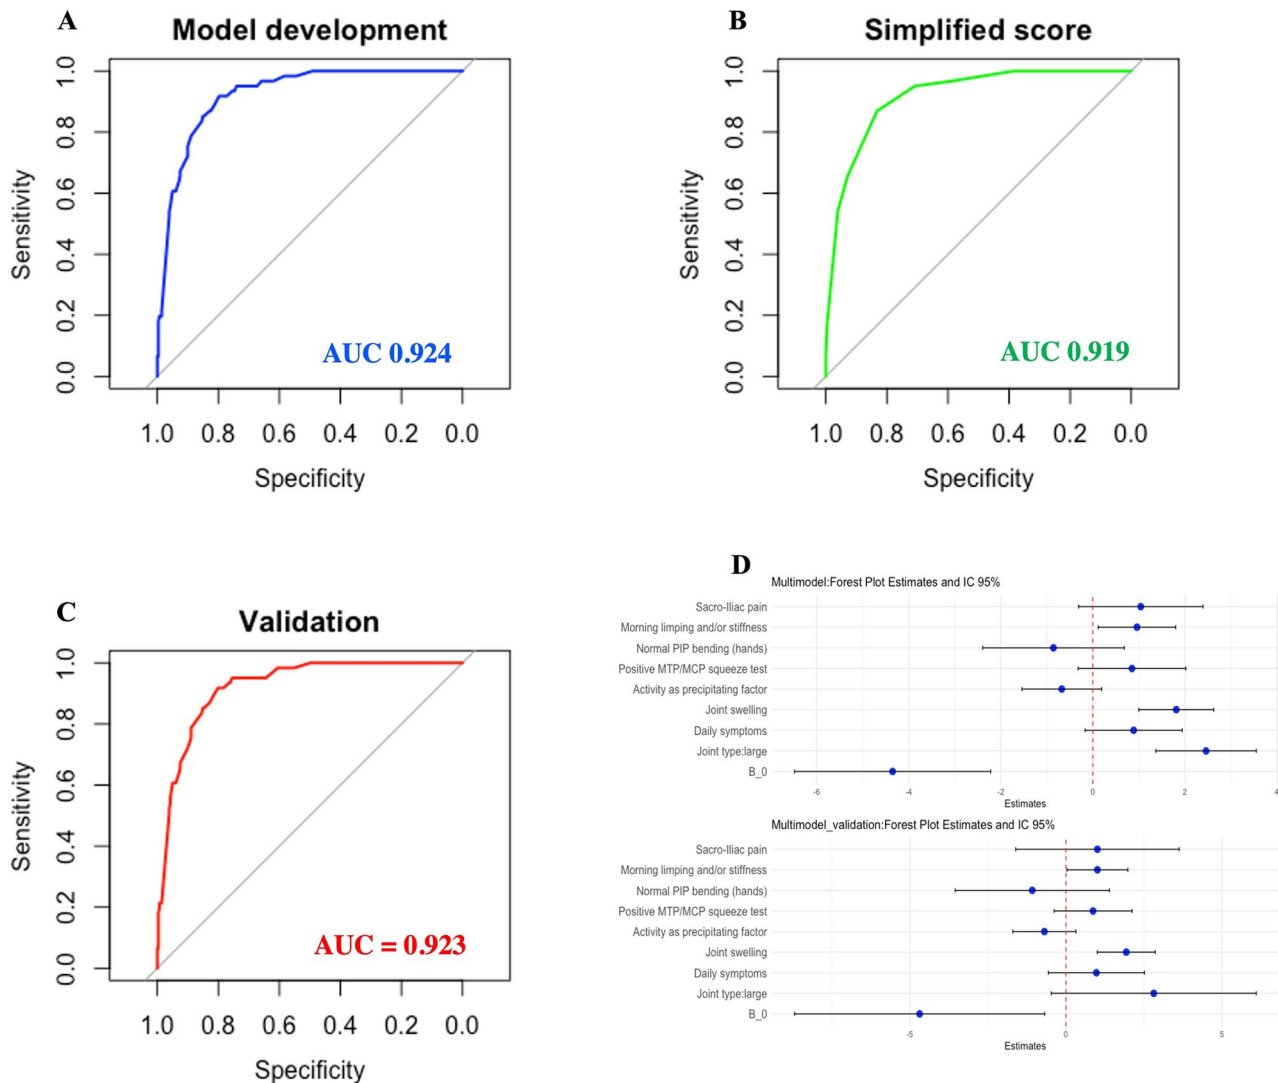 A
Model development
Sensitivity
0.0 0.2 0.4 0.6 0.8 1.0
AUC 0.924
1.0 0.8 0.6 0.4 0.2 0.0
Specificity
B
Simplified score
Sensitivity
0.0 0.2 0.4 0.6 0.8 1.0
AUC 0.919
1.0 0.8 0.6 0.4 0.2 0.0
Specificity
C
Validation
Sensitivity
0.0 0.2 0.4 0.6 0.8 1.0
AUC = 0.923
1.0 0.8 0.6 0.4 0.2 0.0
Specificity
D
Multimodel:Forest Plot Estimates and IC 95%
Sacro-Iliac pain
Morning limping and/or stiffness
Normal PIP bending (hands)
Positive MTP/MCP squeeze test
Activity as precipitating factor
Joint swelling
Daily symptoms
Joint type:large
B_0
-6 -4 -2 0 2 4
Estimates
Multimodel_validation:Forest Plot Estimates and IC 95%
Sacro-Iliac pain
Morning limping and/or stiffness
Normal PIP bending (hands)
Positive MTP/MCP squeeze test
Activity as precipitating factor
Joint swelling
Daily symptoms
Joint type:large
B_0
-5 0 5
Estimates